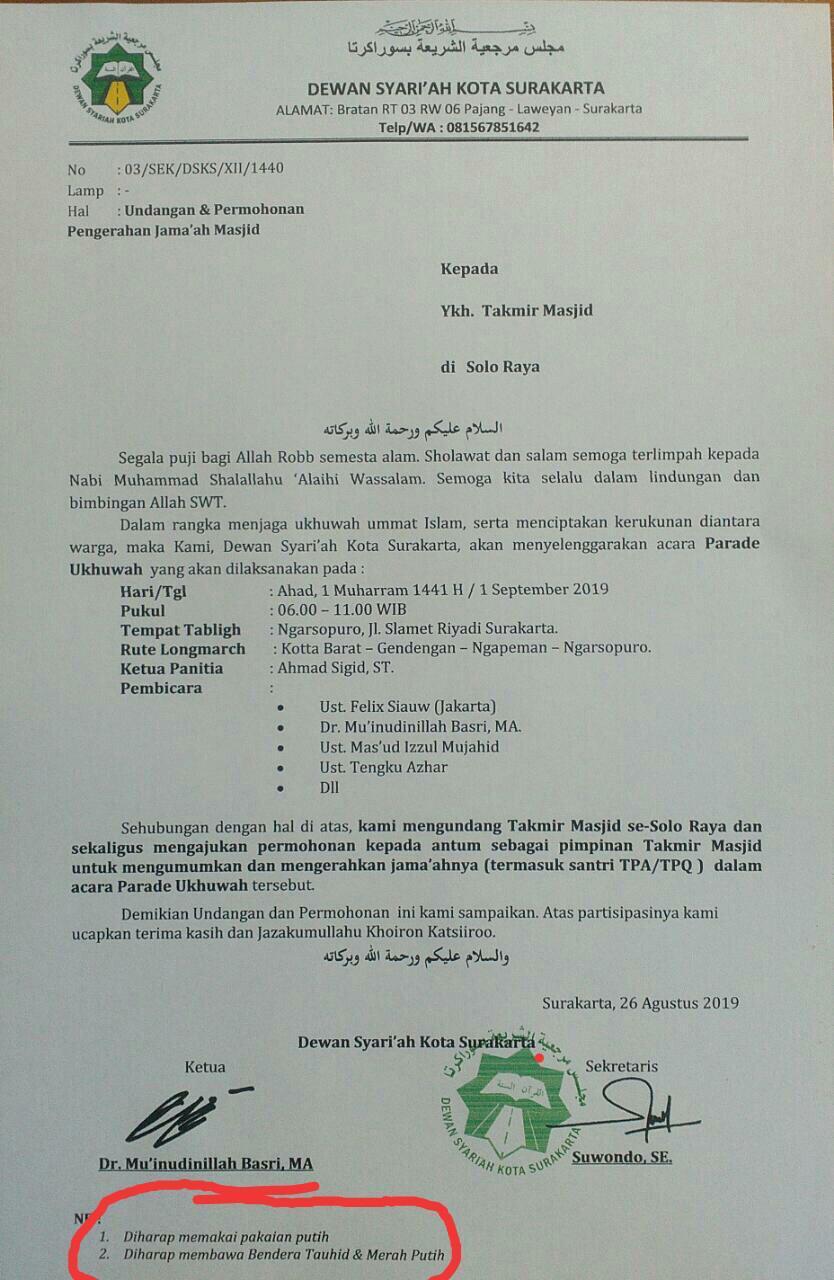 مجلس مرجعية الشريعة بسوراكرتا
DEWAN SYARI'AH KOTA SURAKARTA
ALAMAT: Bratan RT 03 RW 06 Pajang - Laweyan - Surakarta
Telp/WA : 081567851642
DEWAN SYARIAH KOTA SURAKARTA
No : 03/SEK/DSKS/XII/1440
Lamp : -
Hal : Undangan & Permohonan
Pengerahan Jama'ah Masjid
Kepada
Ykh. Takmir Masjid
di Solo Raya
السلام عليكم ورحمة الله وبركاته
Segala puji bagi Allah Robb semesta alam. Sholawat dan salam semoga terlimpah kepada
Nabi Muhammad Shalallahu 'Alaihi Wassalam. Semoga kita selalu dalam lindungan dan
bimbingan Allah SWT.
Dalam rangka menjaga ukhuwah ummat Islam, serta menciptakan kerukunan diantara
warga, maka Kami, Dewan Syari'ah Kota Surakarta, akan menyelenggarakan acara Parade
Ukhuwah yang akan dilaksanakan pada :
Hari/Tgl : Ahad, 1 Muharram 1441 H / 1 September 2019
Pukul : 06.00 – 11.00 WIB
Tempat Tabligh : Ngarsopuro, Jl. Slamet Riyadi Surakarta.
Rute Longmarch : Kotta Barat – Gendengan – Ngapeman – Ngarsopuro.
Ketua Panitia : Ahmad Sigid, ST.
Pembicara :
• Ust. Felix Siauw (Jakarta)
• Dr. Mu'inudinillah Basri, MA.
• Ust. Mas'ud Izzul Mujahid
• Ust. Tengku Azhar
• Dll
Sehubungan dengan hal di atas, kami mengundang Takmir Masjid se-Solo Raya dan
sekaligus mengajukan permohonan kepada antum sebagai pimpinan Takmir Masjid
untuk mengumumkan dan mengerahkan jama'ahnya (termasuk santri TPA/TPQ ) dalam
acara Parade Ukhuwah tersebut.
Demikian Undangan dan Permohonan ini kami sampaikan. Atas partisipasinya kami
ucapkan terima kasih dan Jazakumullahu Khoiron Katsiiroo.
والسلام عليكم ورحمة الله وبركاته
Surakarta, 26 Agustus 2019
Dewan Syari'ah Kota Surakarta
Ketua Sekretaris
القرآن السنة
DEWAN SYARIAH KOTA SURAKARTA
Dr. Mu'inudinillah Basri, MA Suwondo, SE.
1. Diharap memakai pakaian putih
2. Diharap membawa Bendera Tauhid & Merah Putih